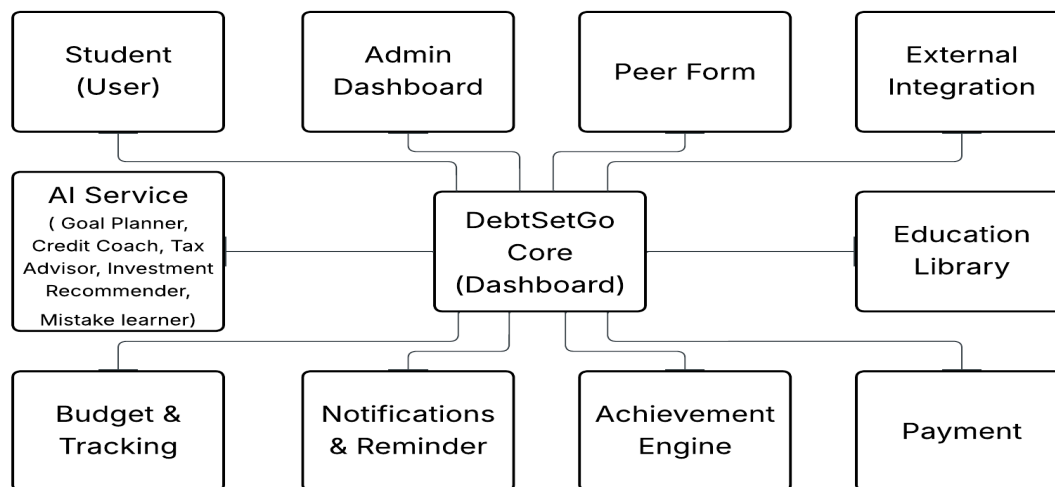 Student
(User)
Admin
Dashboard
Peer Form
External
Integration
AI Service
( Goal Planner,
Credit Coach, Tax
Advisor, Investment
Recommender,
Mistake learner)
DebtSetGo
Core
(Dashboard)
Education
Library
Budget &
Tracking
Notifications
& Reminder
Achievement
Engine
Payment